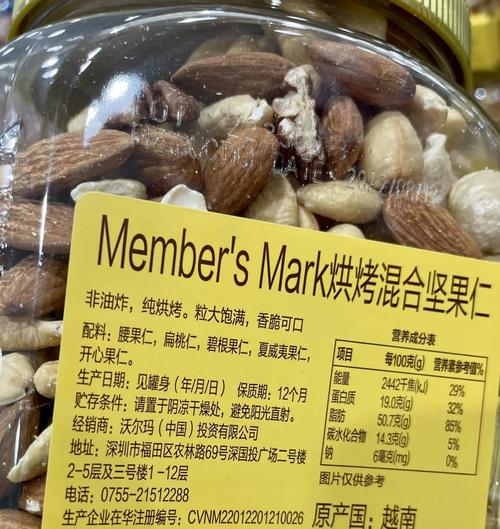 Member's Mark烘烤混合坚果仁
非油炸，纯烘烤。粒大饱满，香脆可口
配料：腰果仁，扁桃仁，碧根果仁，夏威夷果仁，
开心果仁。
生产日期：见罐身（年/月/日） 保质期：12个月
贮存条件：请置于阴凉干燥处，避免阳光直射。
经销商：沃尔玛（中国）投资有限公司
地址：深圳市福田区农林路69号深国投广场二号楼
2-5层及三号楼1-12层
电话：0755-21512288
生产企业在华注册编号：CVNM22012201210026
营养成分表
项目 每100克(g) 营养素参考值%
能量 2442千焦(kJ) 29%
蛋白质 19.0克(g) 32%
脂肪 50.7克(g) 85%
碳水化合物 14.3克(g) 5%
钠 6毫克(mg) 0%
图片仅供参考
原产国：越南